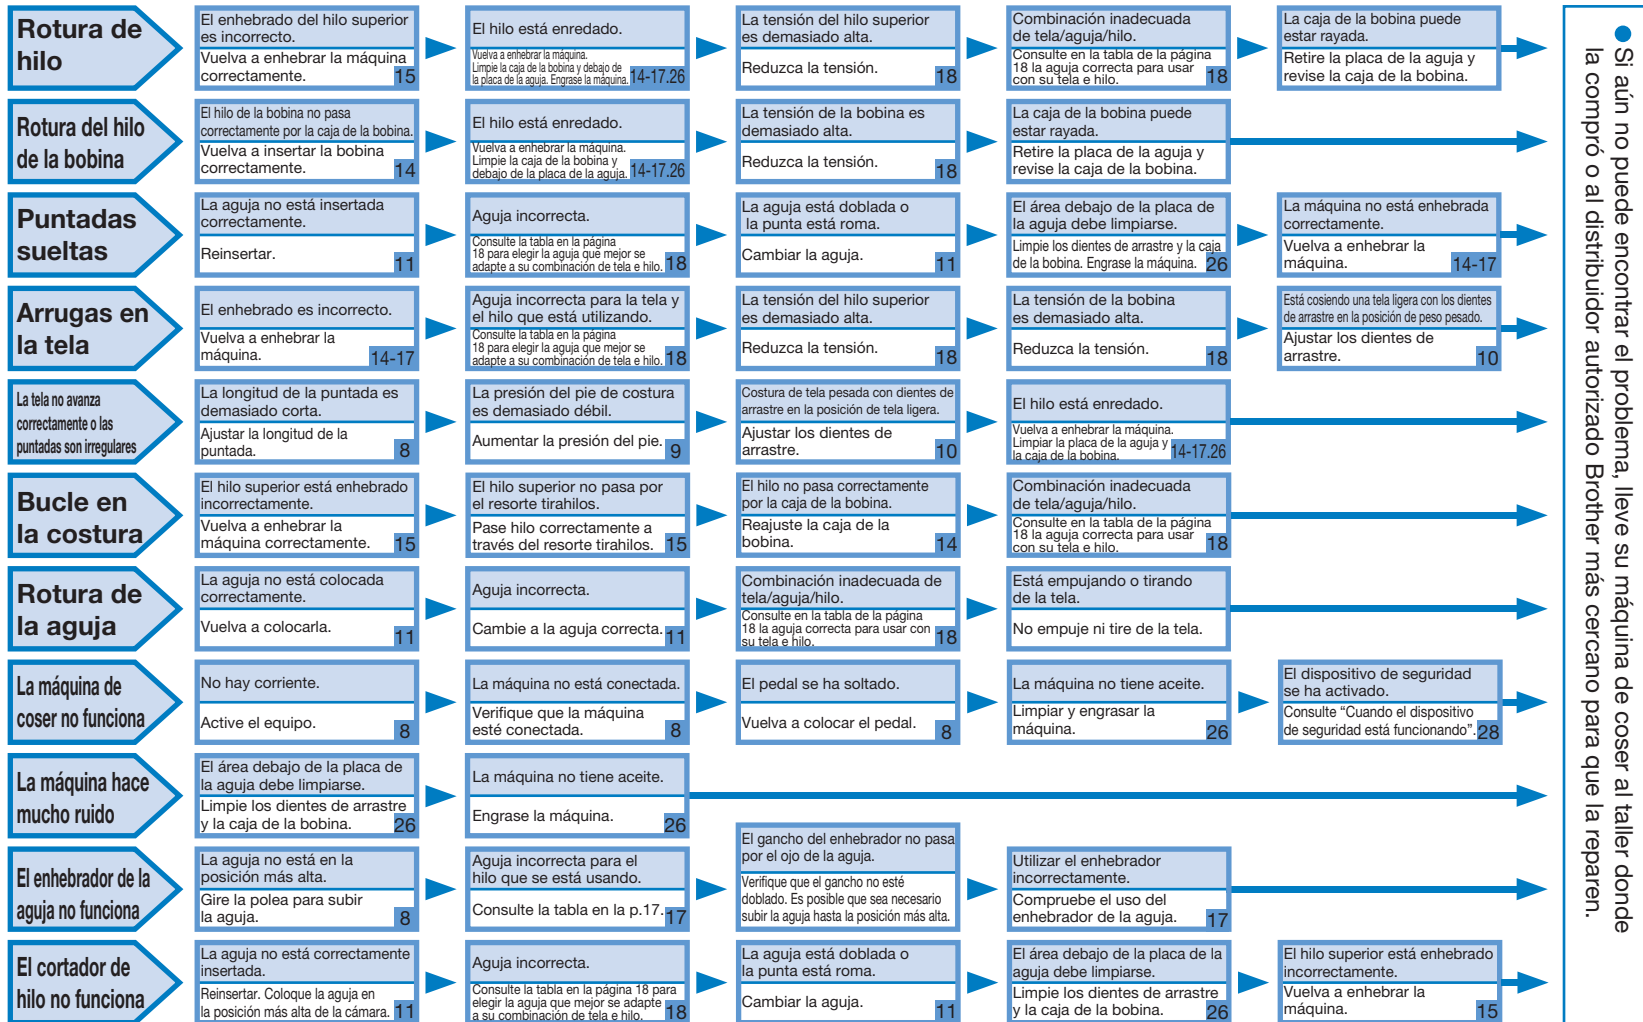 Rotura de
hilo
El enhebrado del hilo superior
es incorrecto.
Vuelva a enhebrar la máquina
correctamente.
15
El hilo está enredado.
Vuelva a enhebrar la máquina.
Limpie la caja de la bobina y debajo de
la placa de la aguja. Engrase la máquina.
14-17.26
La tensión del hilo superior
es demasiado alta.
Reduzca la tensión.
18
Combinación inadecuada
de tela/aguja/hilo.
Consulte en la tabla de la página
18 la aguja correcta para usar
con su tela e hilo.
18
La caja de la bobina puede
estar rayada.
Retire la placa de la aguja y
revise la caja de la bobina.
Rotura del hilo
de la bobina
El hilo de la bobina no pasa
correctamente por la caja de la bobina.
Vuelva a insertar la bobina
correctamente.
14
El hilo está enredado.
Vuelva a enhebrar la máquina.
Limpie la caja de la bobina y
debajo de la placa de la aguja.
14-17.26
La tensión de la bobina es
demasiado alta.
Reduzca la tensión.
18
La caja de la bobina puede
estar rayada.
Retire la placa de la aguja y
revise la caja de la bobina.
Puntadas
sueltas
La aguja no está insertada
correctamente.
Reinsertar.
11
Aguja incorrecta.
Consulte la tabla en la página
18 para elegir la aguja que mejor se
adapte a su combinación de tela e hilo.
18
La aguja está doblada o
la punta está roma.
Cambiar la aguja.
11
El área debajo de la placa de
la aguja debe limpiarse.
Limpie los dientes de arrastre y la caja
de la bobina. Engrase la máquina.
26
La máquina no está enhebrada
correctamente.
Vuelva a enhebrar la
máquina.
14-17
Arrugas en
la tela
El enhebrado es incorrecto.
Vuelva a enhebrar la
máquina.
14-17
Aguja incorrecta para la tela y
el hilo que está utilizando.
Consulte la tabla en la página
18 para elegir la aguja que mejor se
adapte a su combinación de tela e hilo.
18
La tensión del hilo superior
es demasiado alta.
Reduzca la tensión.
18
La tensión de la bobina
es demasiado alta.
Reduzca la tensión.
18
Está cosiendo una tela ligera con los dientes
de arrastre en la posición de peso pesado.
Ajustar los dientes de
arrastre.
10
La tela no avanza
correctamente o las
puntadas son irregulares
La longitud de la puntada es
demasiado corta.
Ajustar la longitud de la
puntada.
8
La presión del pie de costura
es demasiado débil.
Aumentar la presión del pie.
9
Costura de tela pesada con dientes de
arrastre en la posición de tela ligera.
Ajustar los dientes de
arrastre.
10
El hilo está enredado.
Vuelva a enhebrar la máquina.
Limpiar la placa de la aguja y
la caja de la bobina.
14-17.26
Bucle en
la costura
El hilo superior está enhebrado
incorrectamente.
Vuelva a enhebrar la
máquina correctamente.
15
El hilo superior no pasa por
el resorte tirahilos.
Pase hilo correctamente a
través del resorte tirahilos.
15
El hilo no pasa correctamente
por la caja de la bobina.
Reajuste la caja de la
bobina.
14
Combinación inadecuada
de tela/aguja/hilo.
Consulte en la tabla de la página
18 la aguja correcta para usar
con su tela e hilo.
18
Rotura de
la aguja
La aguja no está colocada
correctamente.
Vuelva a colocarla.
11
Aguja incorrecta.
Cambie a la aguja correcta.
11
Combinación inadecuada de
tela/aguja/hilo.
Consulte en la tabla de la página
18 la aguja correcta para usar con
su tela e hilo.
18
Está empujando o tirando
de la tela.
No empuje ni tire de la tela.
La máquina de
coser no funciona
No hay corriente.
Active el equipo.
8
La máquina no está conectada.
Verifique que la máquina
esté conectada.
8
El pedal se ha soltado.
Vuelva a colocar el pedal.
8
La máquina no tiene aceite.
Limpiar y engrasar la
máquina.
26
El dispositivo de seguridad
se ha activado.
Consulte “Cuando el dispositivo
de seguridad está funcionando”.
28
La máquina hace
mucho ruido
El área debajo de la placa de
la aguja debe limpiarse.
Limpie los dientes de arrastre
y la caja de la bobina.
26
La máquina no tiene aceite.
Engrase la máquina.
26
El enhebrador de la
aguja no funciona
La aguja no está en la
posición más alta.
Gire la polea para subir
la aguja.
8
Aguja incorrecta para el
hilo que se está usando.
Consulte la tabla en la p.17.
17
El gancho del enhebrador no pasa
por el ojo de la aguja.
Verifique que el gancho no esté
doblado. Es posible que sea necesario
subir la aguja hasta la posición más alta.
Utilizar el enhebrador
incorrectamente.
Compruebe el uso del
enhebrador de la aguja.
17
El cortador de
hilo no funciona
La aguja no está correctamente
insertada.
Reinsertar. Coloque la aguja en
la posición más alta de la cámara.
11
Aguja incorrecta.
Consulte la tabla en la página 18 para
elegir la aguja que mejor se adapte
a su combinación de tela e hilo.
18
La aguja está doblada o
la punta está roma.
Cambiar la aguja.
11
El área debajo de la placa de la
aguja debe limpiarse.
Limpie los dientes de arrastre
y la caja de la bobina.
26
El hilo superior está enhebrado
incorrectamente.
Vuelva a enhebrar la
máquina.
15
● Si aún no puede encontrar el problema, lleve su máquina de coser al taller donde
la compró o al distribuidor autorizado Brother más cercano para que la reparen.